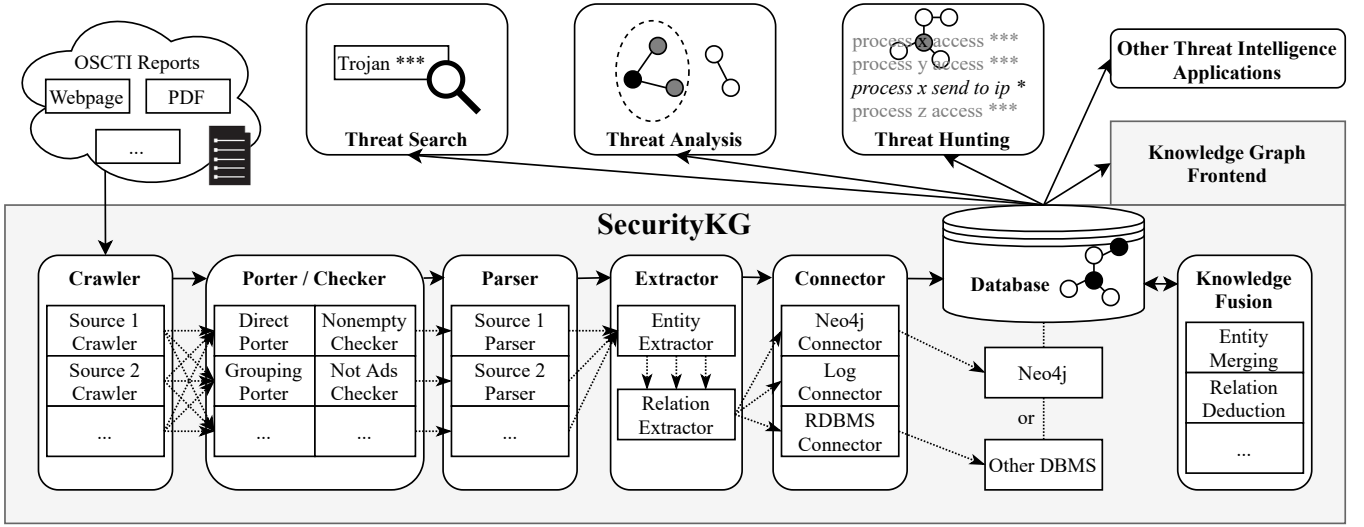 OSCTI Reports
Webpage
PDF
...
Trojan ***
Threat Search
Threat Analysis
process x access ***
process y access ***
process x send to ip *
process z access ***
Threat Hunting
Other Threat Intelligence
Applications
Knowledge Graph
Frontend
SecurityKG
Crawler
Source 1
Crawler
Source 2
Crawler
...
Porter / Checker
Direct
Porter
Nonempty
Checker
Grouping
Porter
Not Ads
Checker
...
...
Parser
Source 1
Parser
Source 2
Parser
...
Extractor
Entity
Extractor
Relation
Extractor
Connector
Neo4j
Connector
Log
Connector
RDBMS
Connector
Database
Neo4j
or
Other DBMS
Knowledge
Fusion
Entity
Merging
Relation
Deduction
...